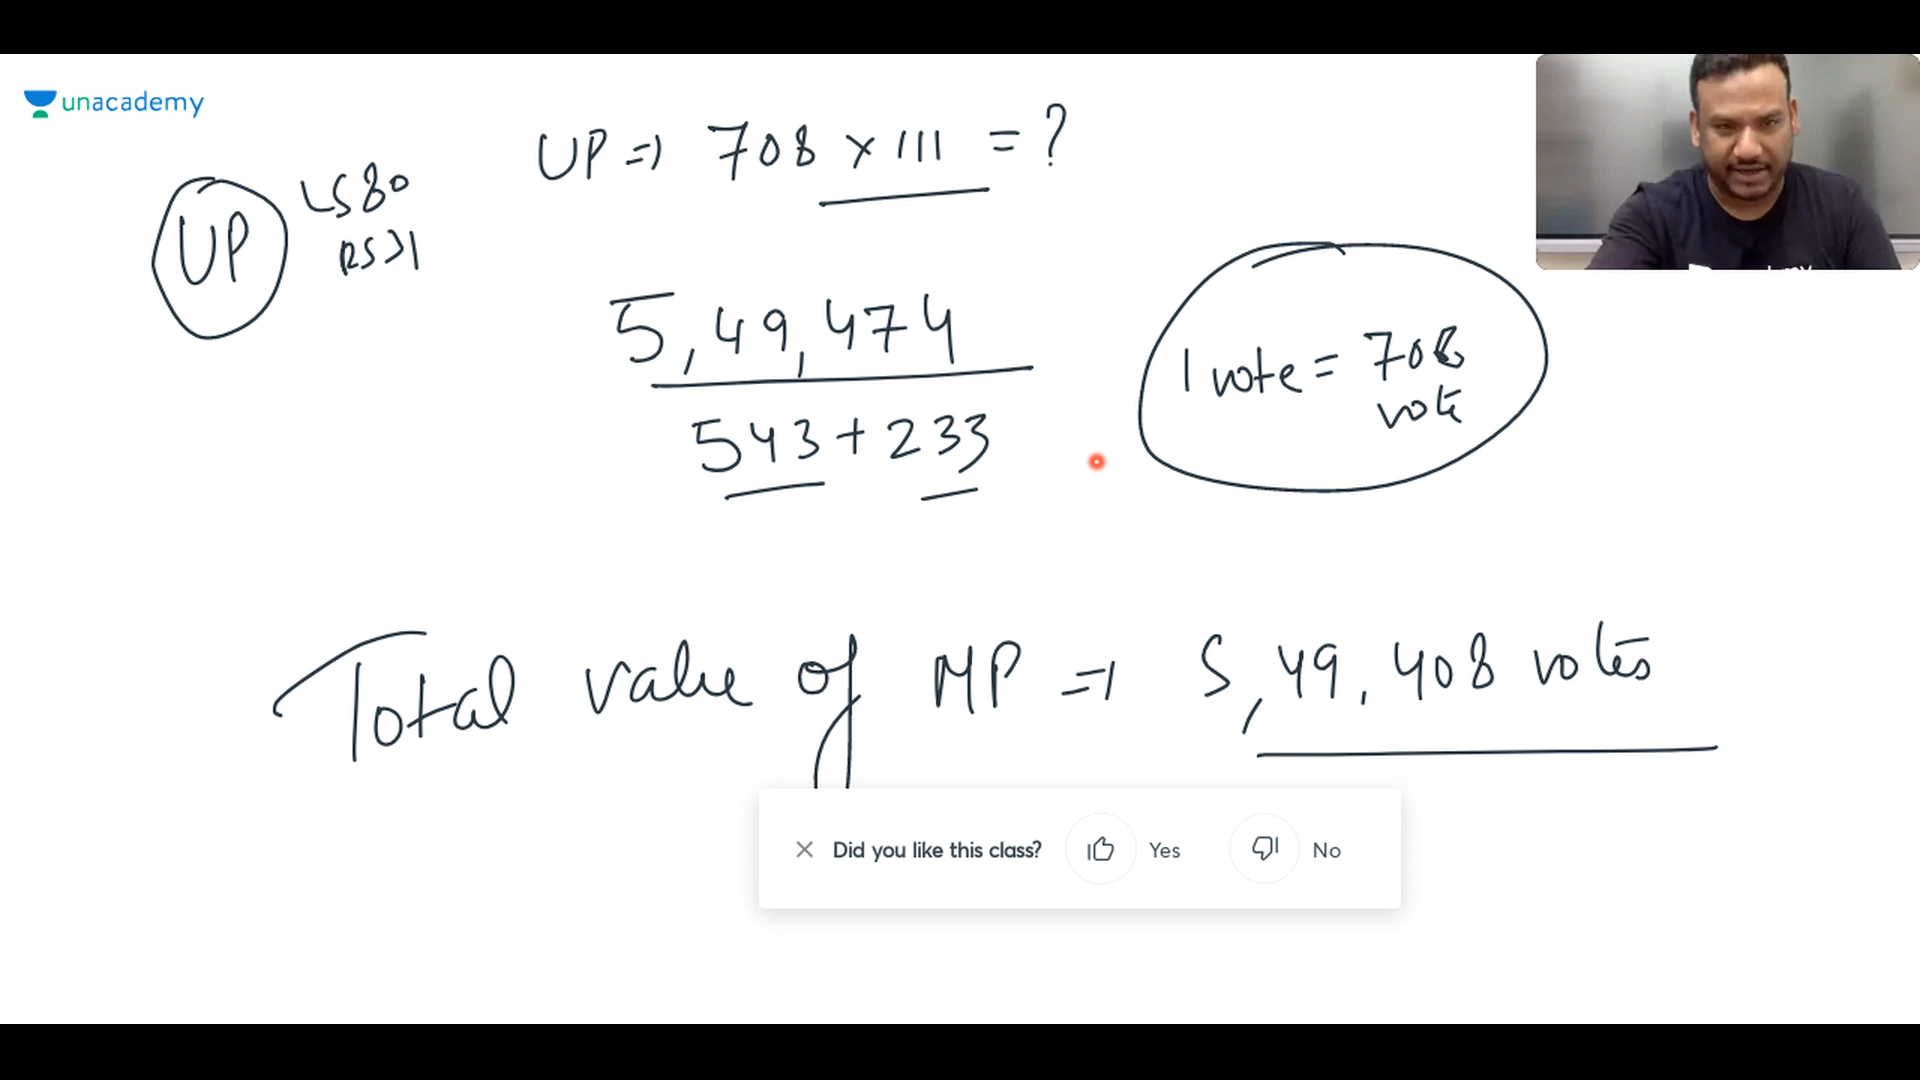 unacademy
UP => 708 x 111 = ?
UP
LS 80
RS 31
5,49,474
543 + 233
1 vote = 708
vote
Total value of MP => 5,49,408 votes
Did you like this class?
Yes
No